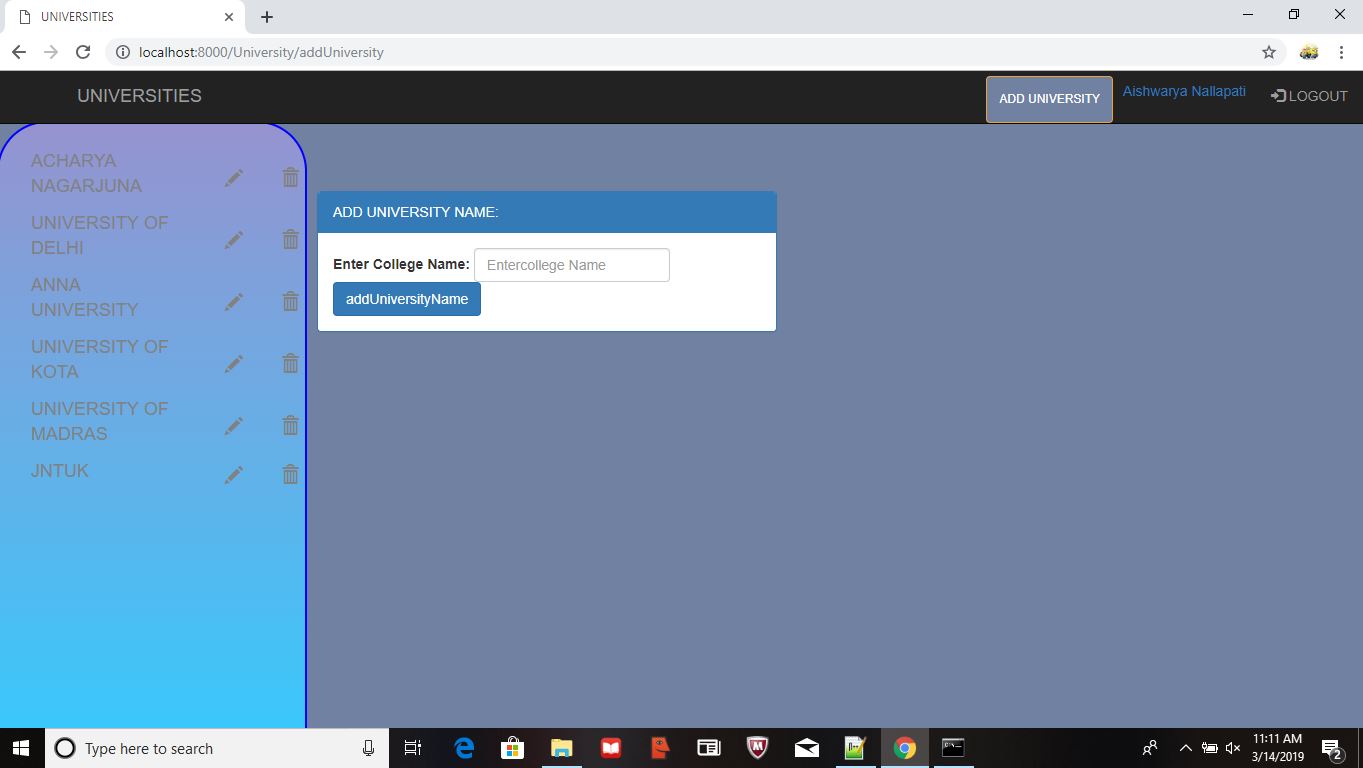 UNIVERSITIES
localhost:8000/University/addUniversity
UNIVERSITIES
ADD UNIVERSITY
Aishwarya Nallapati
LOGOUT
ACHARYA
NAGARJUNA
UNIVERSITY OF
DELHI
ANNA
UNIVERSITY
UNIVERSITY OF
KOTA
UNIVERSITY OF
MADRAS
JNTUK
ADD UNIVERSITY NAME:
Enter College Name: Entercollege Name
addUniversityName
Type here to search
11:11 AM
3/14/2019
2